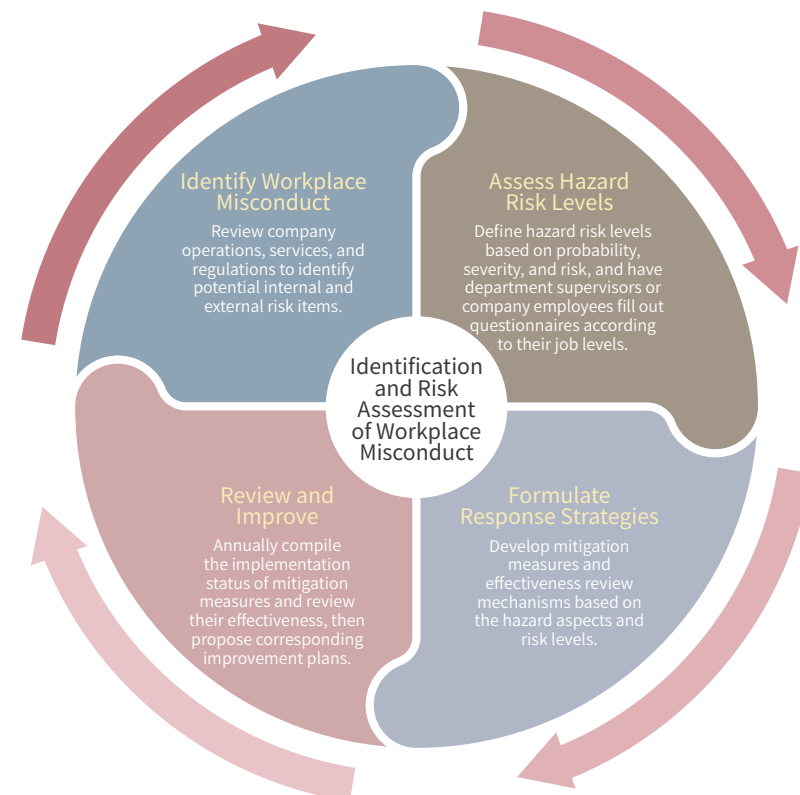 Identify Workplace
Misconduct
Review company
operations, services, and
regulations to identify
potential internal and
external risk items.
Assess Hazard
Risk Levels
Define hazard risk levels
based on probability,
severity, and risk, and have
department supervisors or
company employees fill out
questionnaires according
to their job levels.
Identification
and Risk
Assessment
of Workplace
Misconduct
Review and
Improve
Annually compile
the implementation
status of mitigation
measures and review
their effectiveness, then
propose corresponding
improvement plans.
Formulate
Response Strategies
Develop mitigation
measures and
effectiveness review
mechanisms based on
the hazard aspects and
risk levels.